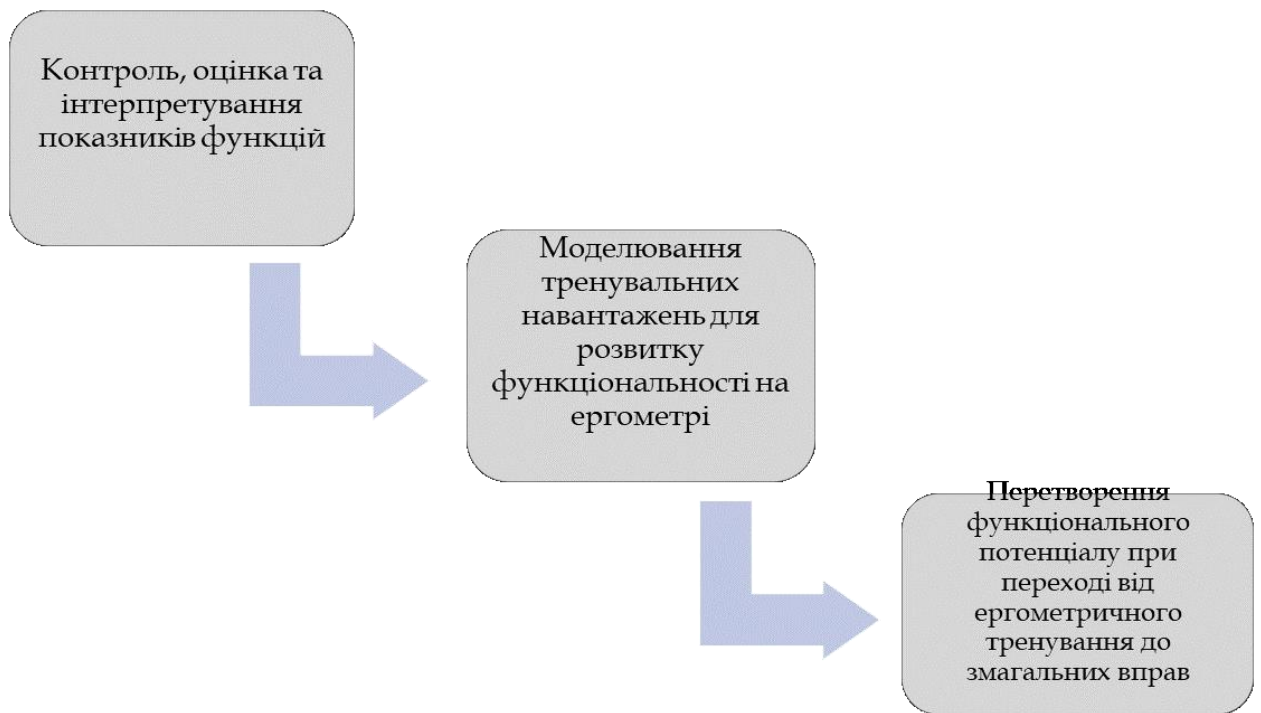 Контроль, оцінка та
інтерпретування
показників функцій
Моделювання
тренувальних
навантажень для
розвитку
функціональності на
ергометрі
Перетворення
функціонального
потенціалу при
переході від
ергометричного
тренування до
змагальних вправ